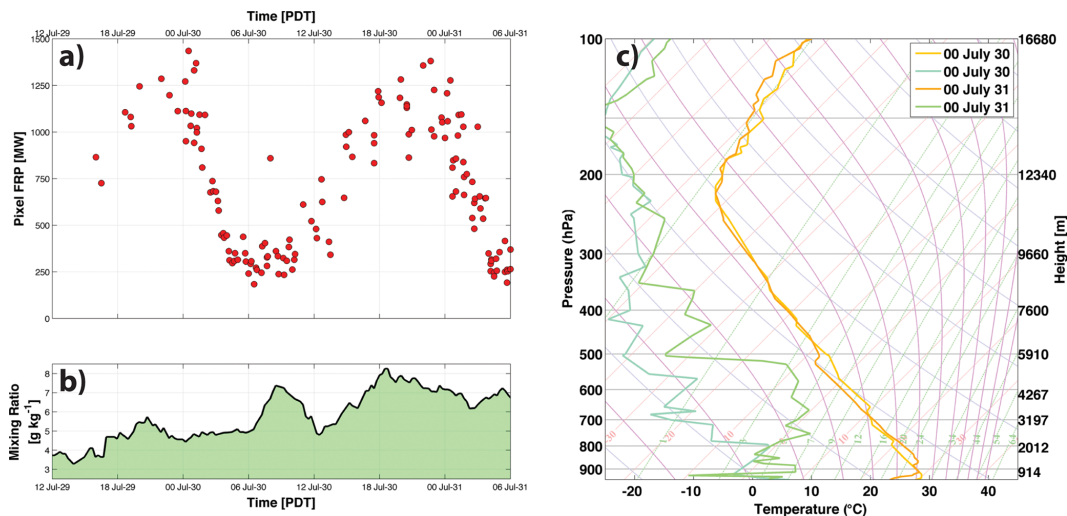 Time [PDT]
12 Jul-29 18 Jul-29 00 Jul-30 06 Jul-30 12 Jul-30 18 Jul-30 00 Jul-31 06 Jul-31
a)
Pixel FRP [MW]
1500
1250
1000
750
500
250
0
b)
Mixing Ratio
[g kg⁻¹]
8
7
6
5
4
3
12 Jul-29 18 Jul-29 00 Jul-30 06 Jul-30 12 Jul-30 18 Jul-30 00 Jul-31 06 Jul-31
Time [PDT]
c)
00 July 30
00 July 30
00 July 31
00 July 31
Pressure (hPa)
100
200
300
400
500
600
700
800
900
16680
12340
9660
7600
5910
4267
3197
2012
914
Height [m]
-20 -10 0 10 20 30 40
Temperature (°C)